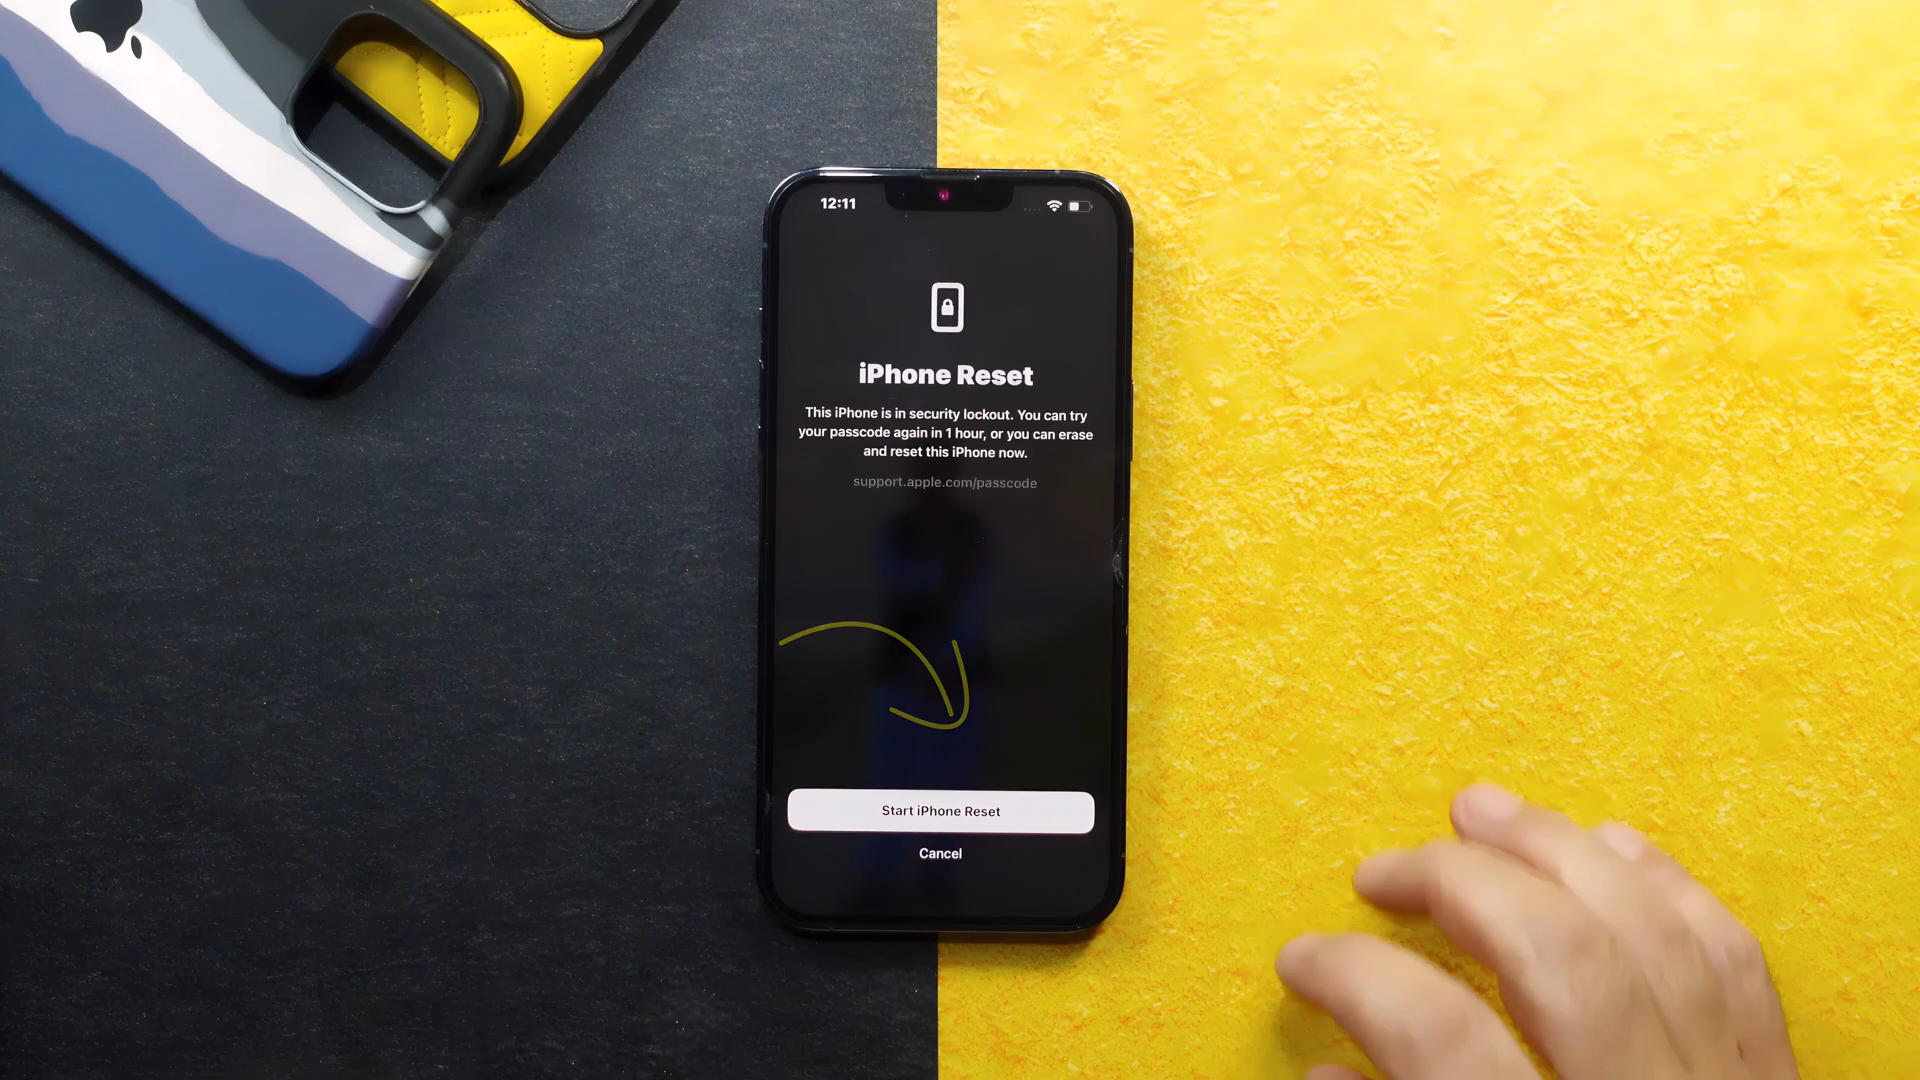 12:11
iPhone Reset
This iPhone is in security lockout. You can try
your passcode again in 1 hour, or you can erase
and reset this iPhone now.
support.apple.com/passcode
Start iPhone Reset
Cancel